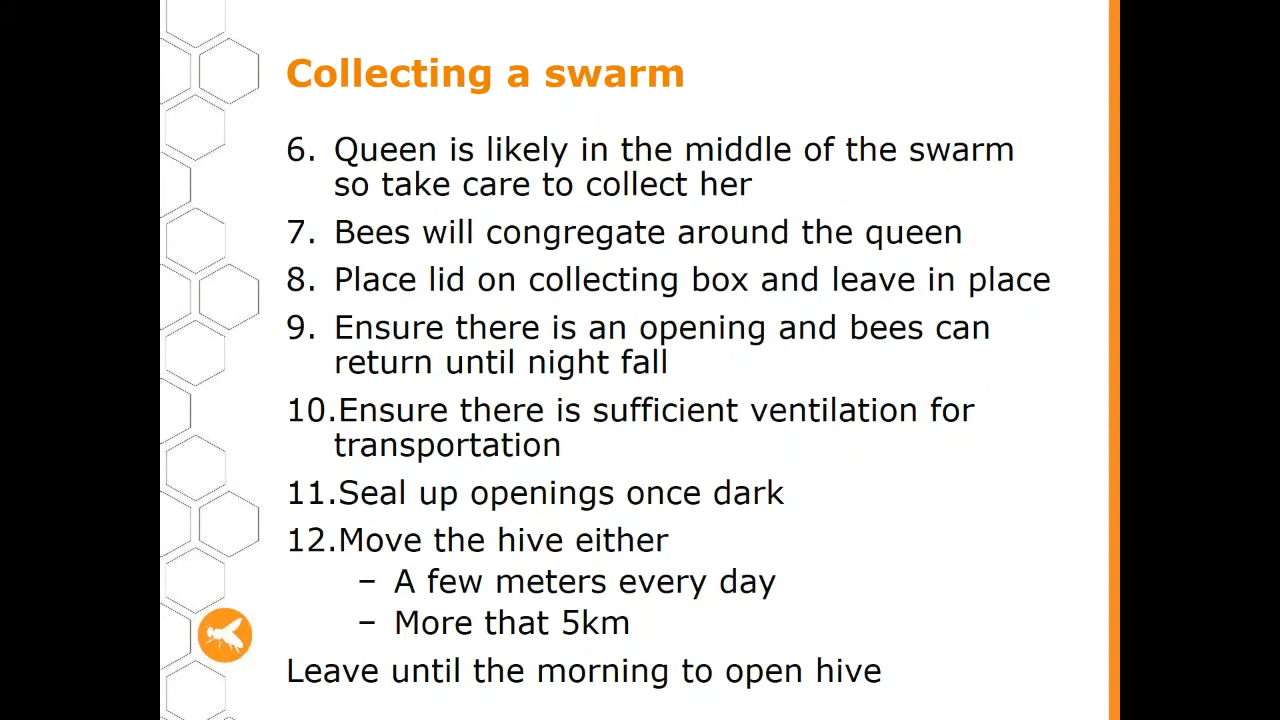 Collecting a swarm
6. Queen is likely in the middle of the swarm
so take care to collect her
7. Bees will congregate around the queen
8. Place lid on collecting box and leave in place
9. Ensure there is an opening and bees can
return until night fall
10.Ensure there is sufficient ventilation for
transportation
11.Seal up openings once dark
12.Move the hive either
– A few meters every day
– More that 5km
Leave until the morning to open hive